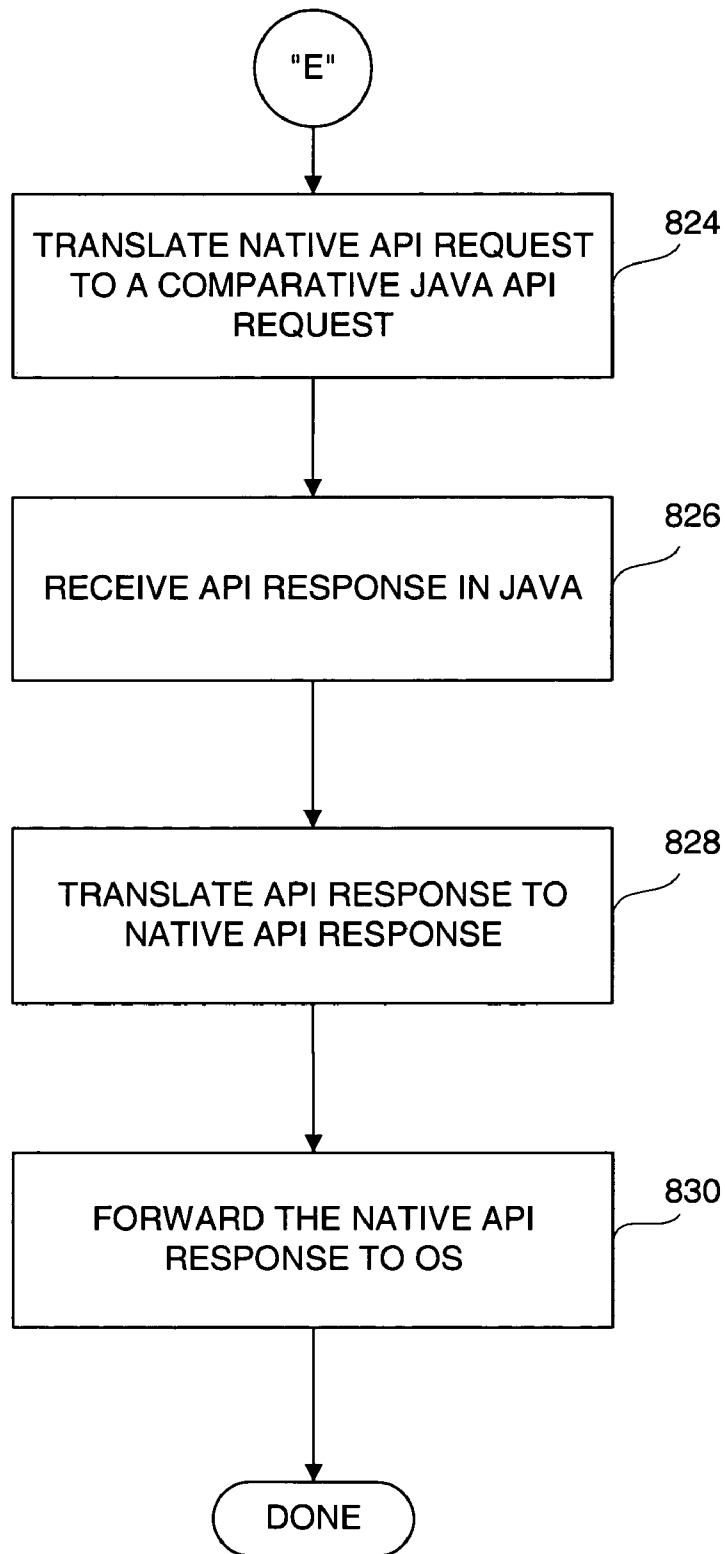 "E"
TRANSLATE NATIVE API REQUEST
TO A COMPARATIVE JAVA API
REQUEST
824
RECEIVE API RESPONSE IN JAVA
826
TRANSLATE API RESPONSE TO
NATIVE API RESPONSE
828
FORWARD THE NATIVE API
RESPONSE TO OS
830
DONE